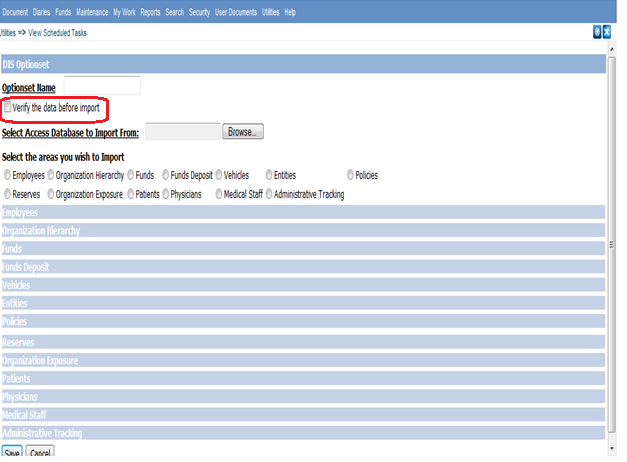 Document Diaries Funds Maintenance My Work Reports Search Security User Documents Utilities Help
Utilities => View Scheduled Tasks
DIS Optionset
Optionset Name
Verify the data before import
Select Access Database to Import From: Browse...
Select the areas you wish to Import
Employees Organization Hierarchy Funds Funds Deposit Vehicles Entities Policies
Reserves Organization Exposure Patients Physicians Medical Staff Administrative Tracking
Employees
Organization Hierarchy
Funds
Funds Deposit
Vehicles
Entities
Policies
Reserves
Organization Exposure
Patients
Physicians
Medical Staff
Administrative Tracking
Save Cancel